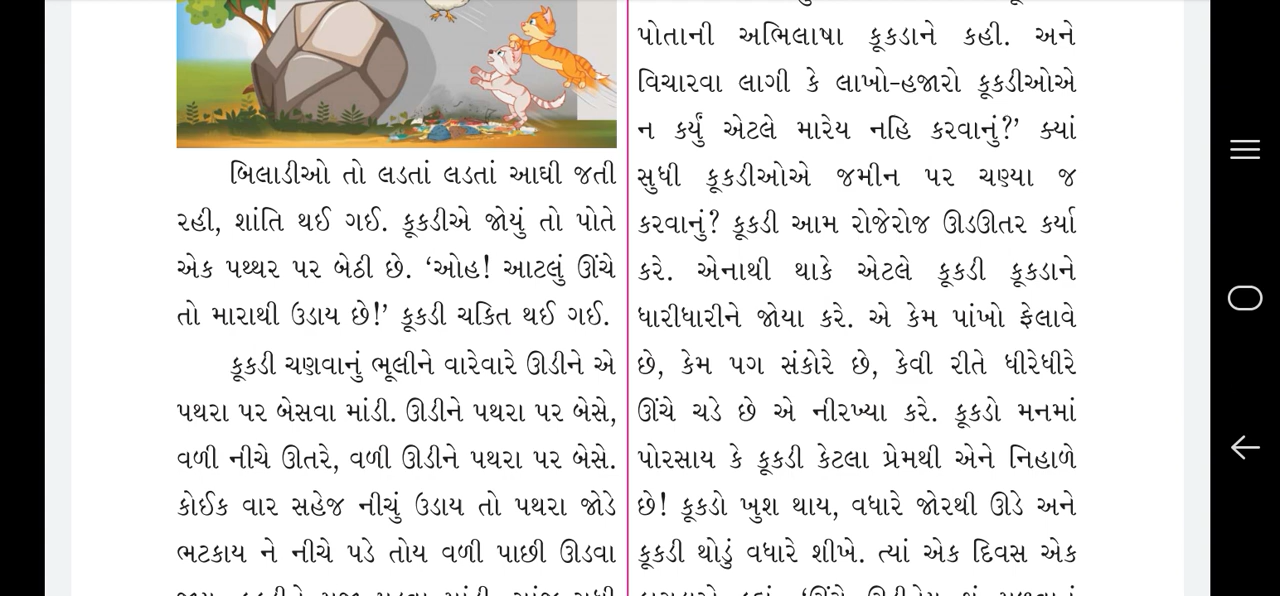 બિલાડીઓ તો લડતાં લડતાં આઘી જતી
રહી, શાંતિ થઈ ગઈ. કૂકડીએ જોયું તો પોતે
એક પથ્થર પર બેઠી છે. ‘ઓહ! આટલું ઊંચે
તો મારાથી ઉડાય છે!’ કૂકડી ચકિત થઈ ગઈ.
કૂકડી ચણવાનું ભૂલીને વારેવારે ઊડીને એ
પથરા પર બેસવા માંડી. ઊડીને પથરા પર બેસે,
વળી નીચે ઊતરે, વળી ઊડીને પથરા પર બેસે.
કોઈક વાર સહેજ નીચું ઉડાય તો પથરા જોડે
ભટકાય ને નીચે પડે તોય વળી પાછી ઊડવા
પોતાની અભિલાષા કૂકડાને કહી. અને
વિચારવા લાગી કે લાખો-હજારો કૂકડીઓએ
ન કર્યું એટલે મારેય નહિ કરવાનું?’ ક્યાં
સુધી કૂકડીઓએ જમીન પર ચણ્યા જ
કરવાનું? કૂકડી આમ રોજેરોજ ઊડઊતર કર્યા
કરે. એનાથી થાકે એટલે કૂકડી કૂકડાને
ધારીધારીને જોયા કરે. એ કેમ પાંખો ફેલાવે
છે, કેમ પગ સંકોરે છે, કેવી રીતે ધીરેધીરે
ઊંચે ચડે છે એ નીરખ્યા કરે. કૂકડો મનમાં
પોરસાય કે કૂકડી કેટલા પ્રેમથી એને નિહાળે
છે! કૂકડો ખુશ થાય, વધારે જોરથી ઊડે અને
કૂકડી થોડું વધારે શીખે. ત્યાં એક દિવસ એક